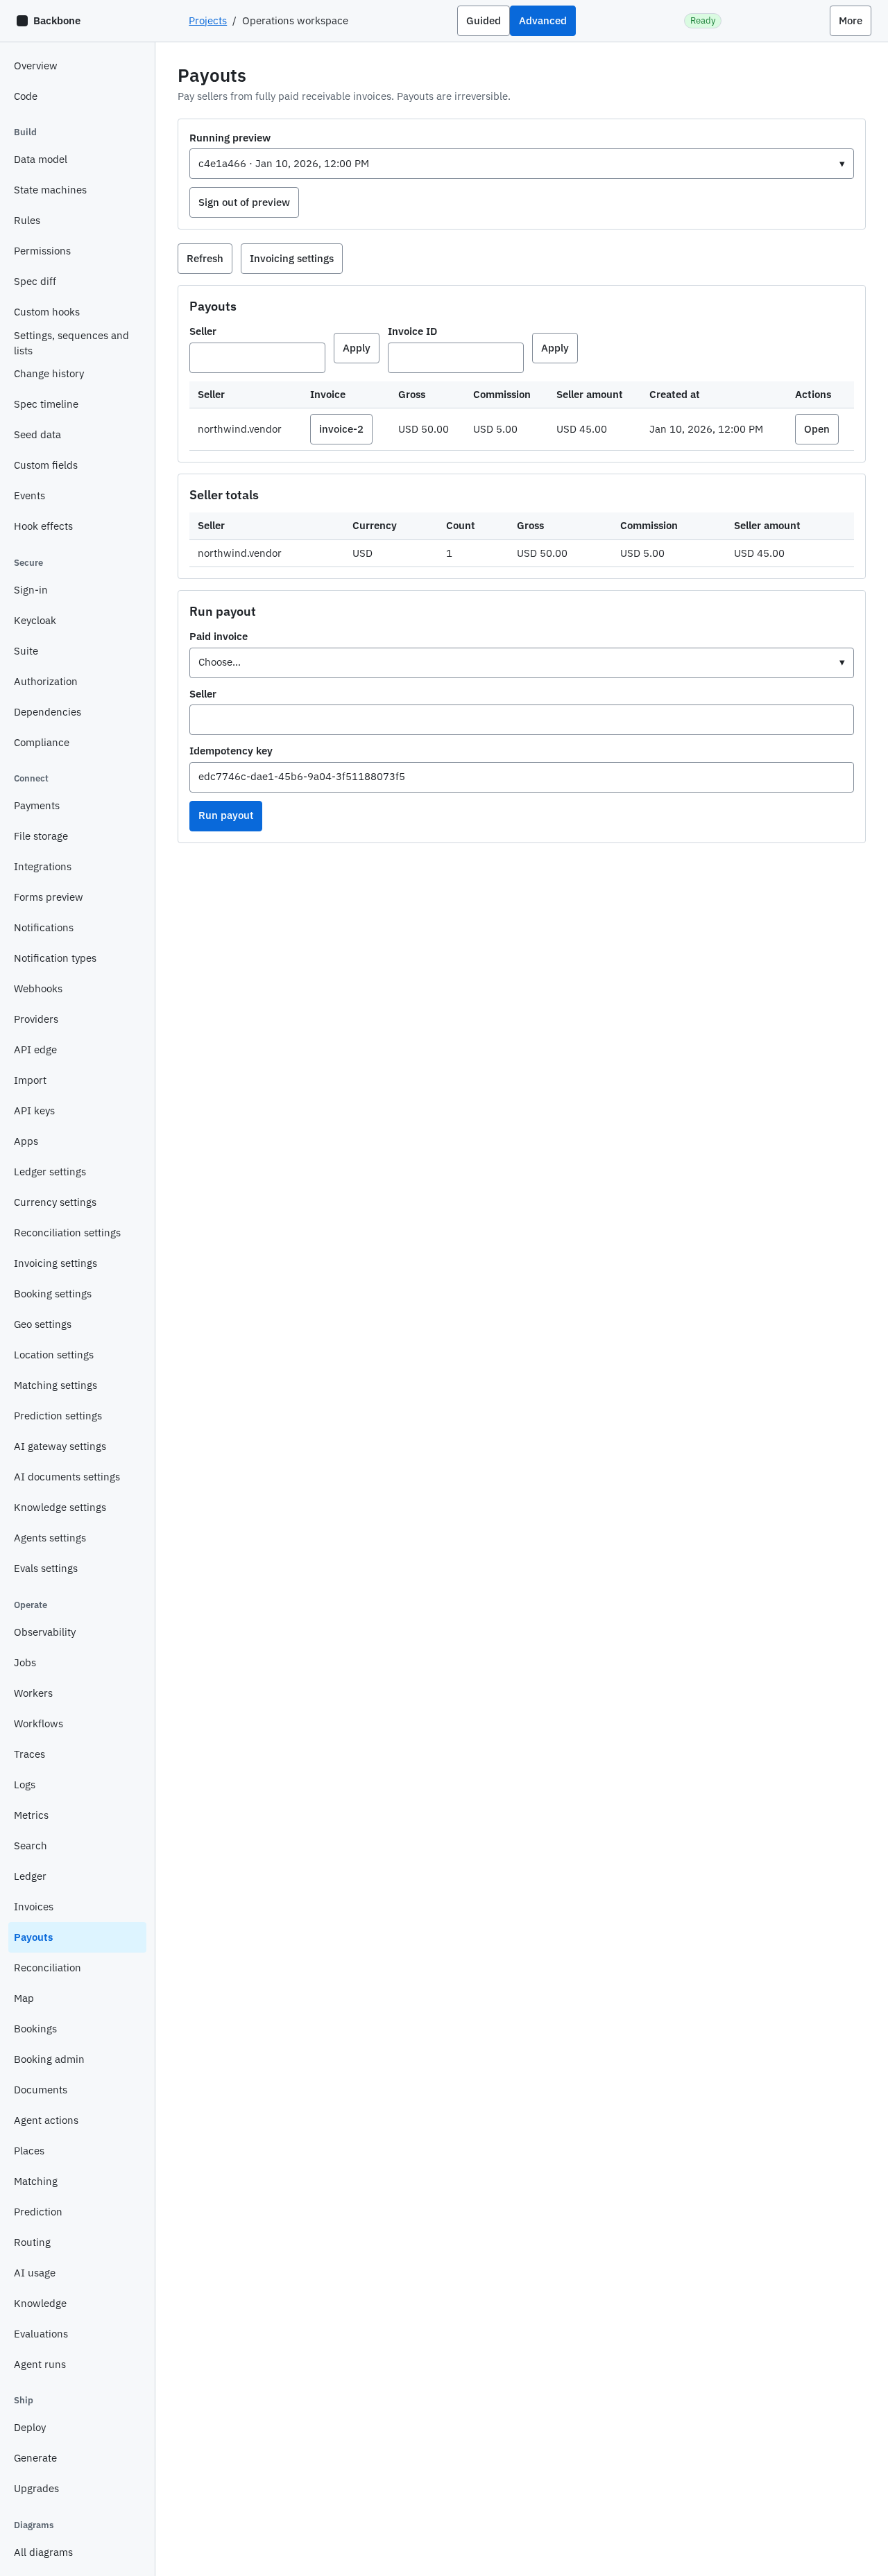 Backbone
Projects / Operations workspace
Guided
Advanced
Ready
More
Overview
Code
Build
Data model
State machines
Rules
Permissions
Spec diff
Custom hooks
Settings, sequences and
lists
Change history
Spec timeline
Seed data
Custom fields
Events
Hook effects
Secure
Sign-in
Keycloak
Suite
Authorization
Dependencies
Compliance
Connect
Payments
File storage
Integrations
Forms preview
Notifications
Notification types
Webhooks
Providers
API edge
Import
API keys
Apps
Ledger settings
Currency settings
Reconciliation settings
Invoicing settings
Booking settings
Geo settings
Location settings
Matching settings
Prediction settings
AI gateway settings
AI documents settings
Knowledge settings
Agents settings
Evals settings
Operate
Observability
Jobs
Workers
Workflows
Traces
Logs
Metrics
Search
Ledger
Invoices
Payouts
Reconciliation
Map
Bookings
Booking admin
Documents
Agent actions
Places
Matching
Prediction
Routing
AI usage
Knowledge
Evaluations
Agent runs
Ship
Deploy
Generate
Upgrades
Diagrams
All diagrams
Payouts
Pay sellers from fully paid receivable invoices. Payouts are irreversible.
Running preview
c4e1a466 · Jan 10, 2026, 12:00 PM
Sign out of preview
Refresh
Invoicing settings
Payouts
Seller
Apply
Invoice ID
Apply
Seller Invoice Gross Commission Seller amount Created at Actions
northwind.vendor invoice-2 USD 50.00 USD 5.00 USD 45.00 Jan 10, 2026, 12:00 PM Open
Seller totals
Seller Currency Count Gross Commission Seller amount
northwind.vendor USD 1 USD 50.00 USD 5.00 USD 45.00
Run payout
Paid invoice
Choose...
Seller
Idempotency key
edc7746c-dae1-45b6-9a04-3f51188073f5
Run payout